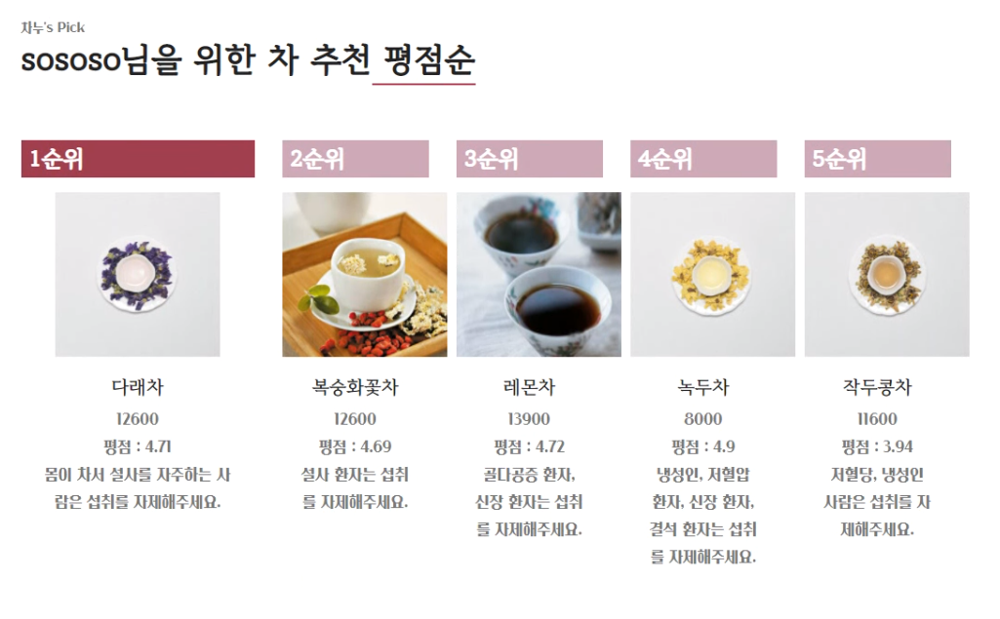 차누's Pick
sososo님을 위한 차 추천 평점순
1순위
2순위
3순위
4순위
5순위
다래차
12600
평점 : 4.71
몸이 차서 설사를 자주하는 사
람은 섭취를 자제해주세요.
복숭화꽃차
12600
평점 : 4.69
설사 환자는 섭취
를 자제해주세요.
레몬차
13900
평점 : 4.72
골다공증 환자,
신장 환자는 섭취
를 자제해주세요.
녹두차
8000
평점 : 4.9
냉성인, 저혈압
환자, 신장 환자,
결석 환자는 섭취
를 자제해주세요.
작두콩차
11600
평점 : 3.94
저혈당, 냉성인
사람은 섭취를 자
제해주세요.